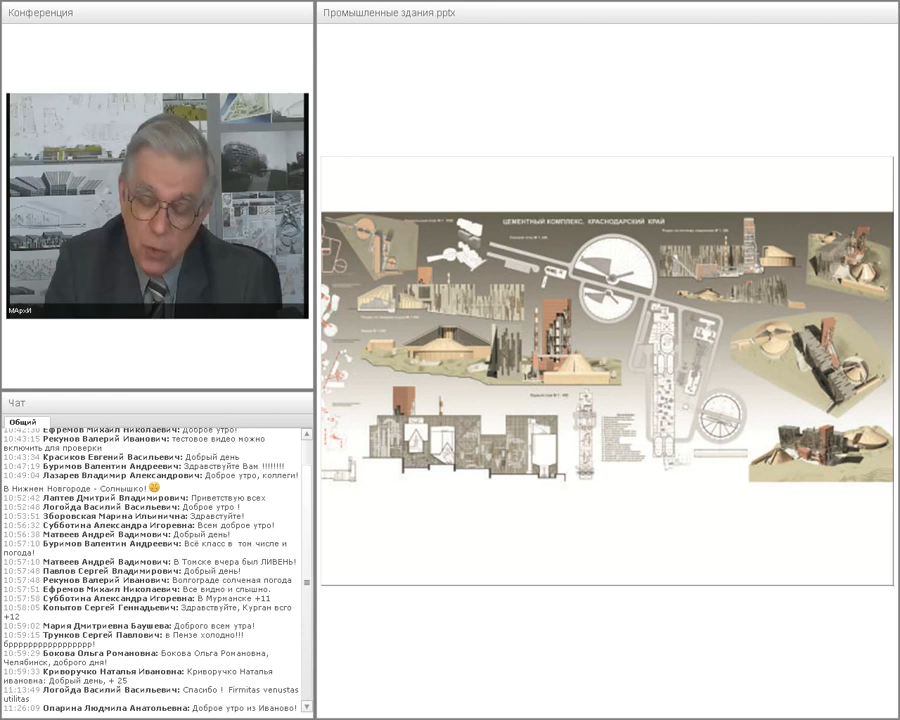 Конференция
МАрхИ
Чат
Общий
10:42:30 Ефремов Михаил Николаевич: Доброе утро!
10:43:15 Рекунов Валерий Иванович: тестовое видео можно
включить для проверки
10:43:34 Красиков Евгений Васильевич: Добрый день
10:47:19 Буримов Валентин Андреевич: Здравствуйте Вам !!!!!!!!
10:49:04 Лазарев Владимир Александрович: Доброе утро, коллеги!
В Нижнем Новгороде - Солнышко!
10:52:42 Лаптев Дмитрий Владимирович: Приветствую всех
10:52:48 Логойда Василий Васильевич: Доброе утро !
10:53:51 Зборовская Марина Ильинична: Здрастуйте!
10:56:32 Субботина Александра Игоревна: Всем доброе утро!
10:56:38 Матвеев Андрей Вадимович: Добрый день!
10:57:10 Буримов Валентин Андреевич: Всё класс в том числе и
погода!
10:57:10 Матвеев Андрей Вадимович: В Томске вчера был ЛИВЕНЬ!
10:57:48 Павлов Сергей Владимирович: Добрый день!
10:57:48 Рекунов Валерий Иванович: Волгограде солченая погода
10:57:51 Ефремов Михаил Николаевич: Все видно и слышно.
10:57:58 Субботина Александра Игоревна: В Мурманске +11
10:58:05 Копытов Сергей Геннадьевич: Здравствуйте, Курган всго
+12
10:59:02 Мария Дмитриевна Баушева: Доброго всем утра!
10:59:15 Трунков Сергей Павлович: в Пензе холодно!!!
бррррррррррррррррр!
10:59:29 Бокова Ольга Романовна: Бокова Ольга Романовна,
Челябинск, доброго дня!
10:59:33 Криворучко Наталья Ивановна: Криворучко Наталья
ивановна: Добрый день, + 25
11:13:49 Логойда Василий Васильевич: Спасибо ! Firmitas venustas
utilitas
11:26:09 Опарина Людмила Анатольевна: Доброе утро из Иваново!
Промышленные здания.pptx
ЦЕМЕНТНЫЙ КОМПЛЕКС. КРАСНОДАРСКИЙ КРАЙ